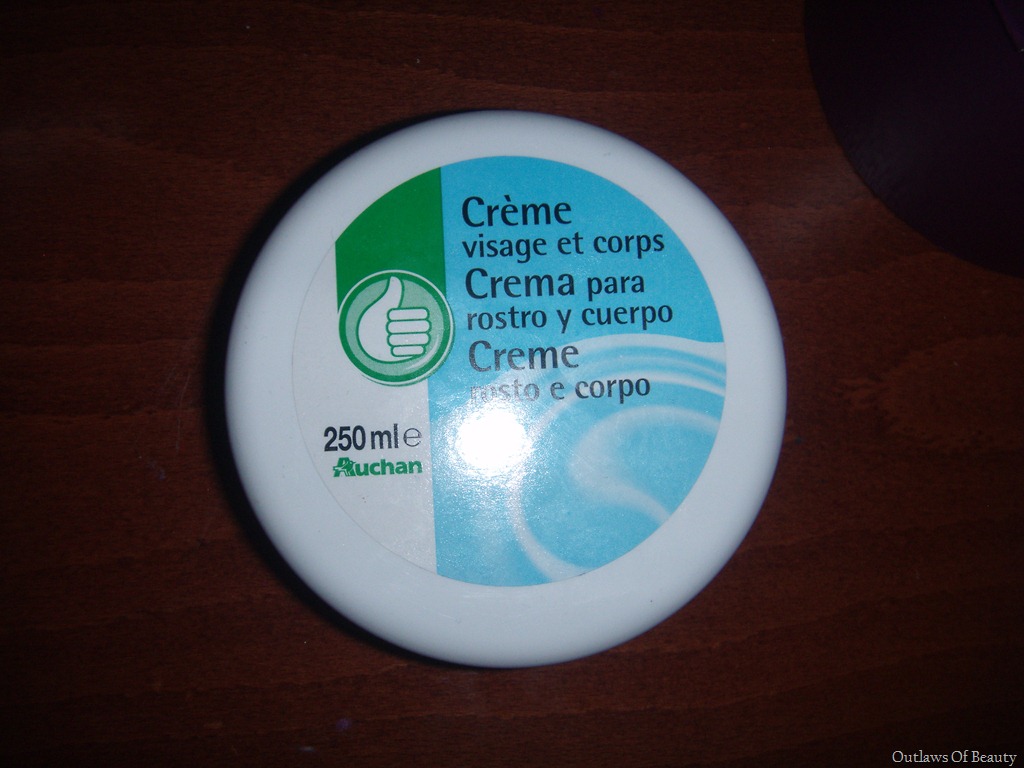 Crème
visage et corps
Crema para
rostro y cuerpo
Creme
rosto e corpo
250 ml e
Auchan
Outlaws Of Beauty